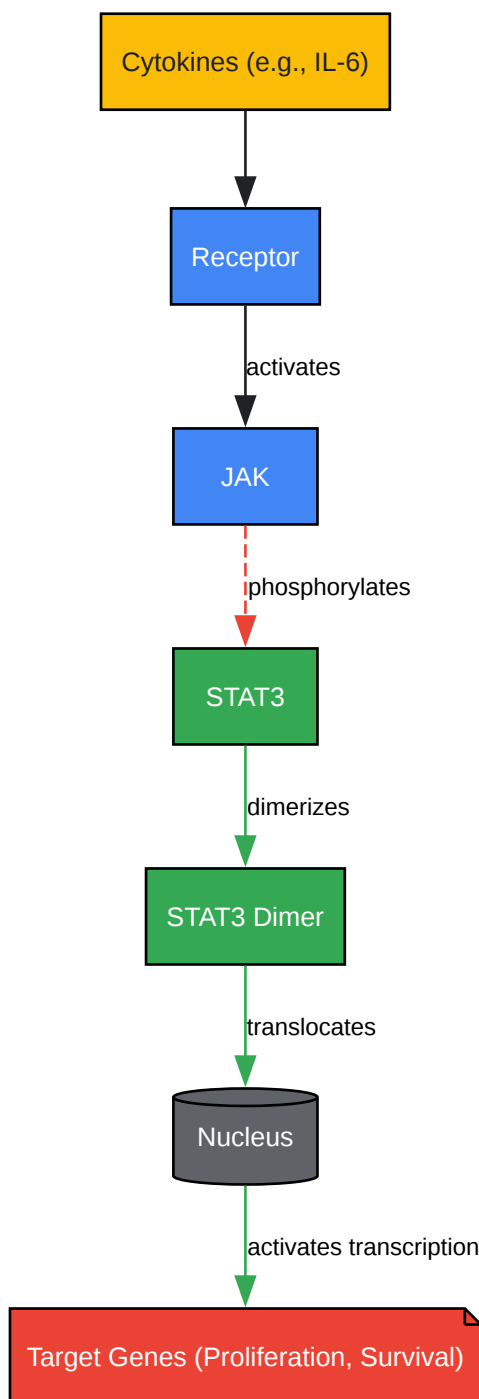 Cytokines (e.g., IL-6)
Receptor
activates
JAK
phosphorylates
STAT3
dimerizes
STAT3 Dimer
translocates
Nucleus
activates transcription
Target Genes (Proliferation, Survival)